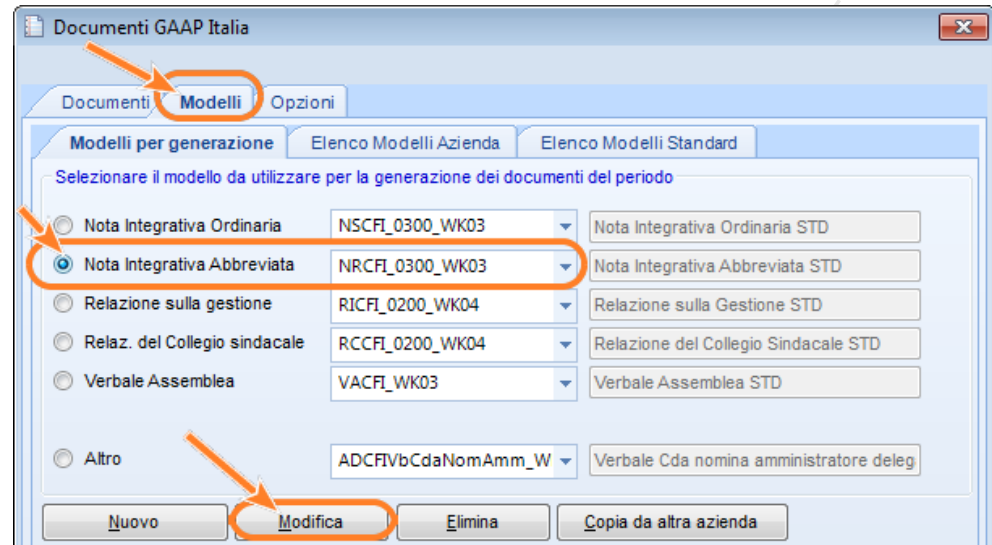 Documenti GAAP Italia
Documenti Modelli Opzioni
Modelli per generazione Elenco Modelli Azienda Elenco Modelli Standard
Selezionare il modello da utilizzare per la generazione dei documenti del periodo
Nota Integrativa Ordinaria NSCFI_0300_WK03 Nota Integrativa Ordinaria STD
Nota Integrativa Abbreviata NRCFI_0300_WK03 Nota Integrativa Abbreviata STD
Relazione sulla gestione RICFI_0200_WK04 Relazione sulla Gestione STD
Relaz. del Collegio sindacale RCCFI_0200_WK04 Relazione del Collegio Sindacale STD
Verbale Assemblea VACFI_WK03 Verbale Assemblea STD
Altro ADCFIVbCdaNomAmm_W Verbale Cda nomina amministratore deleg
Nuovo Modifica Elimina Copia da altra azienda